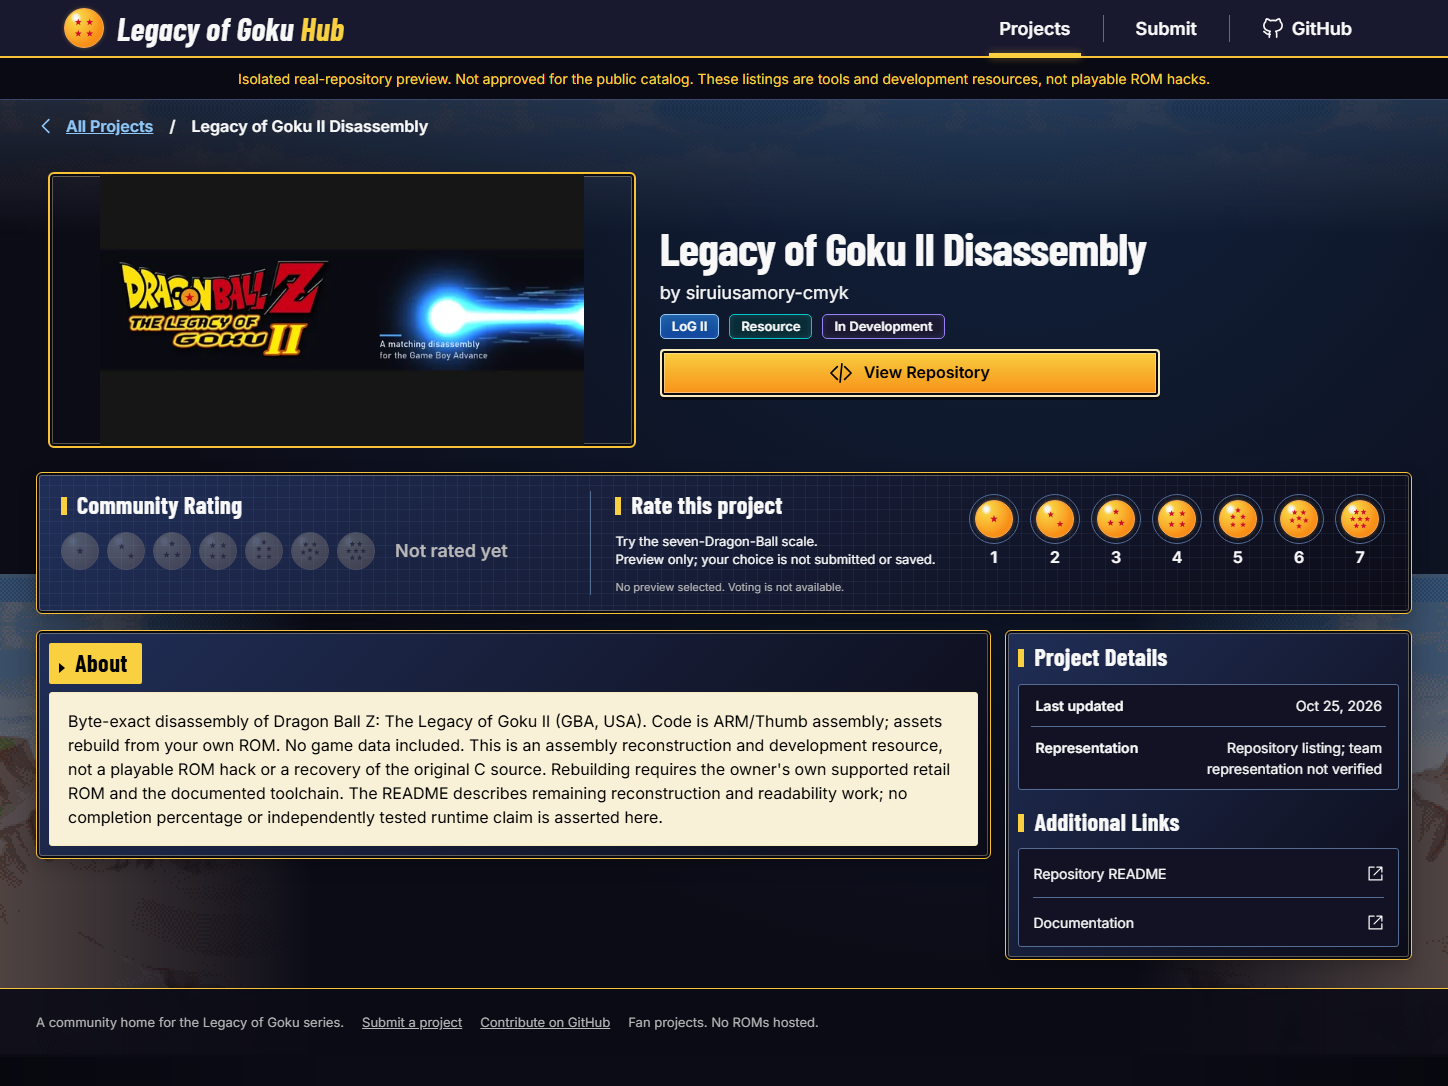 Legacy of Goku Hub
Projects
Submit
GitHub
Isolated real-repository preview. Not approved for the public catalog. These listings are tools and development resources, not playable ROM hacks.
All Projects / Legacy of Goku II Disassembly
DRAGON BALL Z
THE LEGACY OF
GOKU II
A matching disassembly
for the Game Boy Advance
Legacy of Goku II Disassembly
by siruiusamory-cmyk
LoG II
Resource
In Development
View Repository
Community Rating
Not rated yet
Rate this project
Try the seven-Dragon-Ball scale.
Preview only; your choice is not submitted or saved.
No preview selected. Voting is not available.
1 2 3 4 5 6 7
About
Byte-exact disassembly of Dragon Ball Z: The Legacy of Goku II (GBA, USA). Code is ARM/Thumb assembly; assets
rebuild from your own ROM. No game data included. This is an assembly reconstruction and development resource,
not a playable ROM hack or a recovery of the original C source. Rebuilding requires the owner's own supported retail
ROM and the documented toolchain. The README describes remaining reconstruction and readability work; no
completion percentage or independently tested runtime claim is asserted here.
Project Details
Last updated Oct 25, 2026
Representation Repository listing; team
representation not verified
Additional Links
Repository README
Documentation
A community home for the Legacy of Goku series. Submit a project Contribute on GitHub Fan projects. No ROMs hosted.